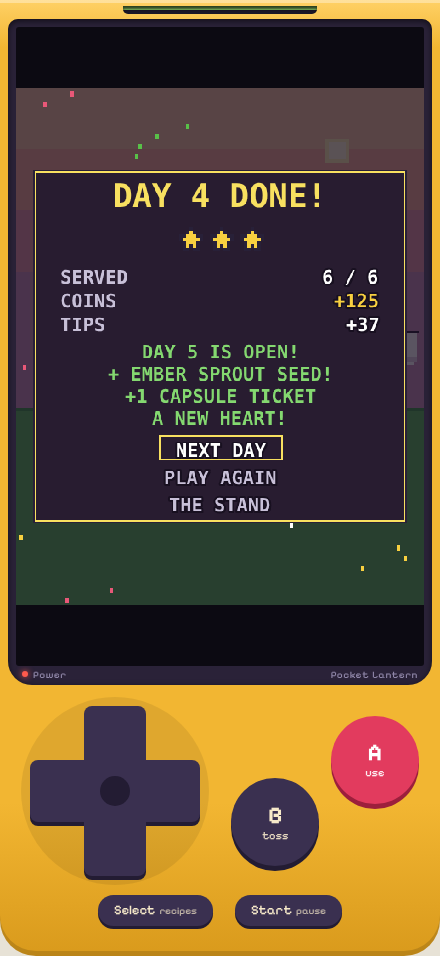 DAY 4 DONE!
SERVED 6 / 6
COINS +125
TIPS +37
DAY 5 IS OPEN!
+ EMBER SPROUT SEED!
+1 CAPSULE TICKET
A NEW HEART!
NEXT DAY
PLAY AGAIN
THE STAND
Power Pocket Lantern
A
use
B
toss
Select recipes Start pause